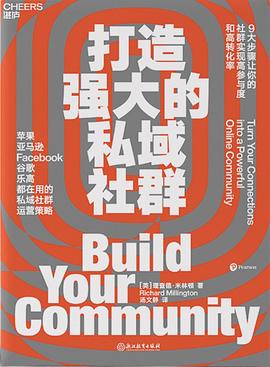 CHEERS
湛庐
打造
强大的
私域
社群
9大步骤让你的
社群实现高参与度
和高转化率
Turn Your Connections
into a Powerful
Online Community
苹果
亚马逊
Facebook
谷歌
乐高
都在用的
私域社群
运营策略
Pearson
Build
Your
Community
[英]理查德·米林顿 著
Richard Millington
汤文静 译
浙江教育出版社